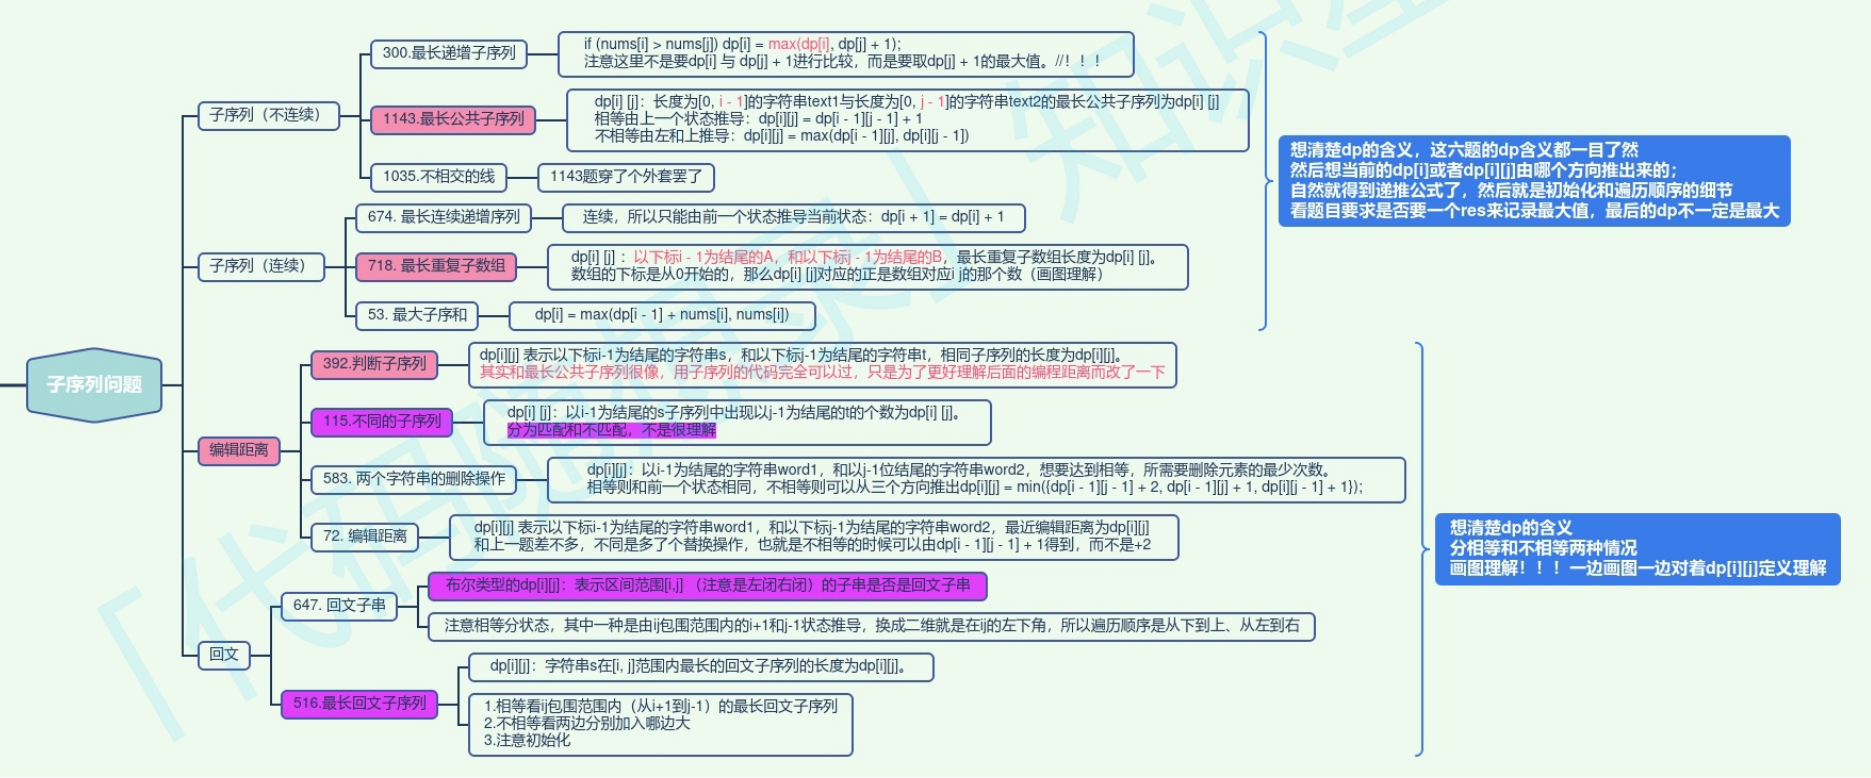 子序列问题
子序列（不连续）
300.最长递增子序列
if (nums[i] > nums[j]) dp[i] = max(dp[i], dp[j] + 1);
注意这里不是要dp[i] 与 dp[j] + 1进行比较，而是要取dp[j] + 1的最大值。//！！！
1143.最长公共子序列
dp[i] [j]：长度为[0, i - 1]的字符串text1与长度为[0, j - 1]的字符串text2的最长公共子序列为dp[i] [j]
相等由上一个状态推导：dp[i][j] = dp[i - 1][j - 1] + 1
不相等由左和上推导：dp[i][j] = max(dp[i - 1][j], dp[i][j - 1])
1035.不相交的线
1143题穿了个外套罢了
子序列（连续）
674. 最长连续递增序列
连续，所以只能由前一个状态推导当前状态：dp[i + 1] = dp[i] + 1
718. 最长重复子数组
dp[i] [j] ：以下标i - 1为结尾的A，和以下标j - 1为结尾的B，最长重复子数组长度为dp[i] [j]。
数组的下标是从0开始的，那么dp[i] [j]对应的正是数组对应i j的那个数（画图理解）
53. 最大子序和
dp[i] = max(dp[i - 1] + nums[i], nums[i])
想清楚dp的含义，这六题的dp含义都一目了然
然后想当前的dp[i]或者dp[i][j]由哪个方向推出来的；
自然就得到递推公式了，然后就是初始化和遍历顺序的细节
看题目要求是否要一个res来记录最大值，最后的dp不一定是最大
编辑距离
392.判断子序列
dp[i][j] 表示以下标i-1为结尾的字符串s，和以下标j-1为结尾的字符串t，相同子序列的长度为dp[i][j]。
其实和最长公共子序列很像，用子序列的代码完全可以过，只是为了更好理解后面的编程距离而改了一下
115.不同的子序列
dp[i] [j]：以i-1为结尾的s子序列中出现以j-1为结尾的t的个数为dp[i] [j]。
分为匹配和不匹配，不是很理解
583. 两个字符串的删除操作
dp[i][j]：以i-1为结尾的字符串word1，和以j-1位结尾的字符串word2，想要达到相等，所需要删除元素的最少次数。
相等则和前一个状态相同，不相等则可以从三个方向推出dp[i][j] = min({dp[i - 1][j - 1] + 2, dp[i - 1][j] + 1, dp[i][j - 1] + 1});
72. 编辑距离
dp[i][j] 表示以下标i-1为结尾的字符串word1，和以下标j-1为结尾的字符串word2，最近编辑距离为dp[i][j]
和上一题差不多，不同是多了个替换操作，也就是不相等的时候可以由dp[i - 1][j - 1] + 1得到，而不是+2
回文
647. 回文子串
布尔类型的dp[i][j]：表示区间范围[i,j] （注意是左闭右闭）的子串是否是回文子串
注意相等分状态，其中一种是由ij包围范围内的i+1和j-1状态推导，换成二维就是在ij的左下角，所以遍历顺序是从下到上、从左到右
516.最长回文子序列
dp[i][j]：字符串s在[i, j]范围内最长的回文子序列的长度为dp[i][j]。
1.相等看ij包围范围内（从i+1到j-1）的最长回文子序列
2.不相等看两边分别加入哪边大
3.注意初始化
想清楚dp的含义
分相等和不相等两种情况
画图理解！！！一边画图一边对着dp[i][j]定义理解
「代码随想录」知识星